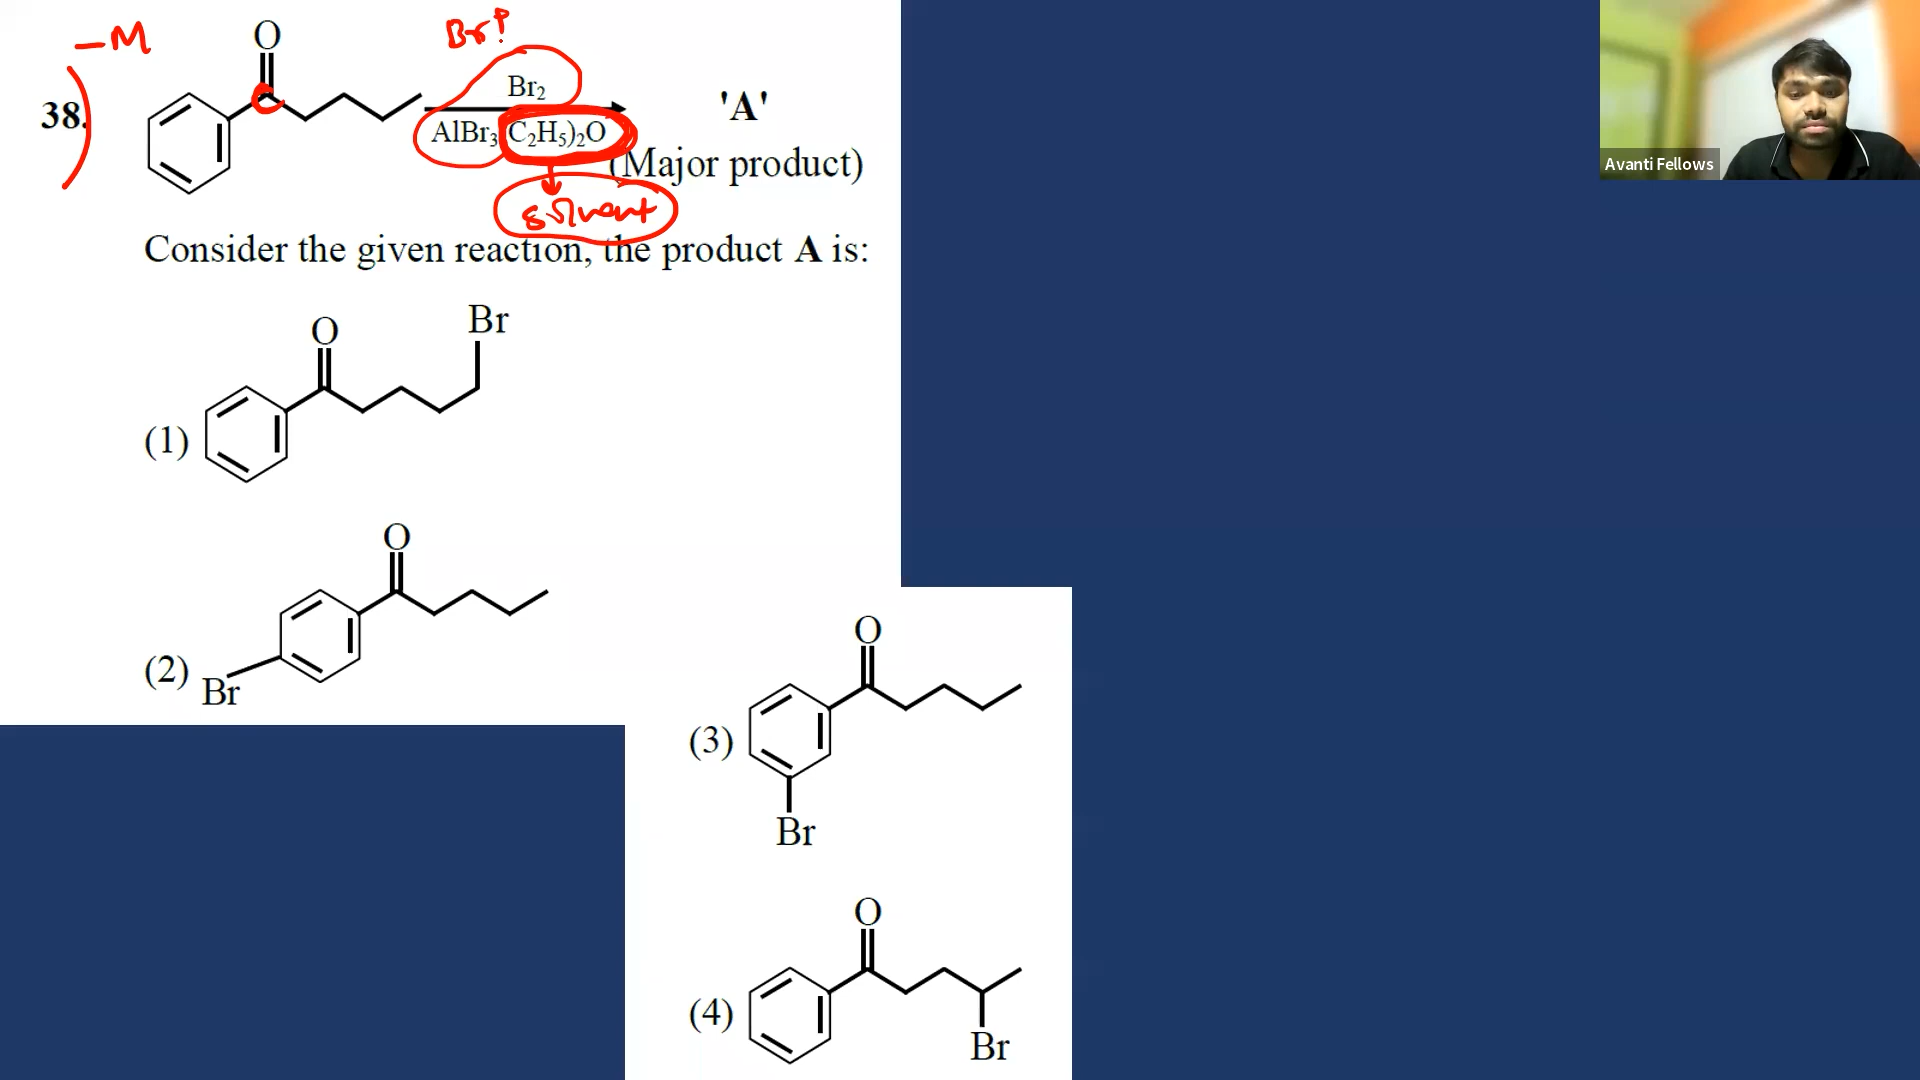 -M
O
Br⊕
Br₂
38.
AlBr₃ (C₂H₅)₂O
'A'
(Major product)
solvent
Consider the given reaction, the product A is:
O
Br
(1)
O
(2)
Br
O
(3)
Br
O
(4)
Br
Avanti Fellows